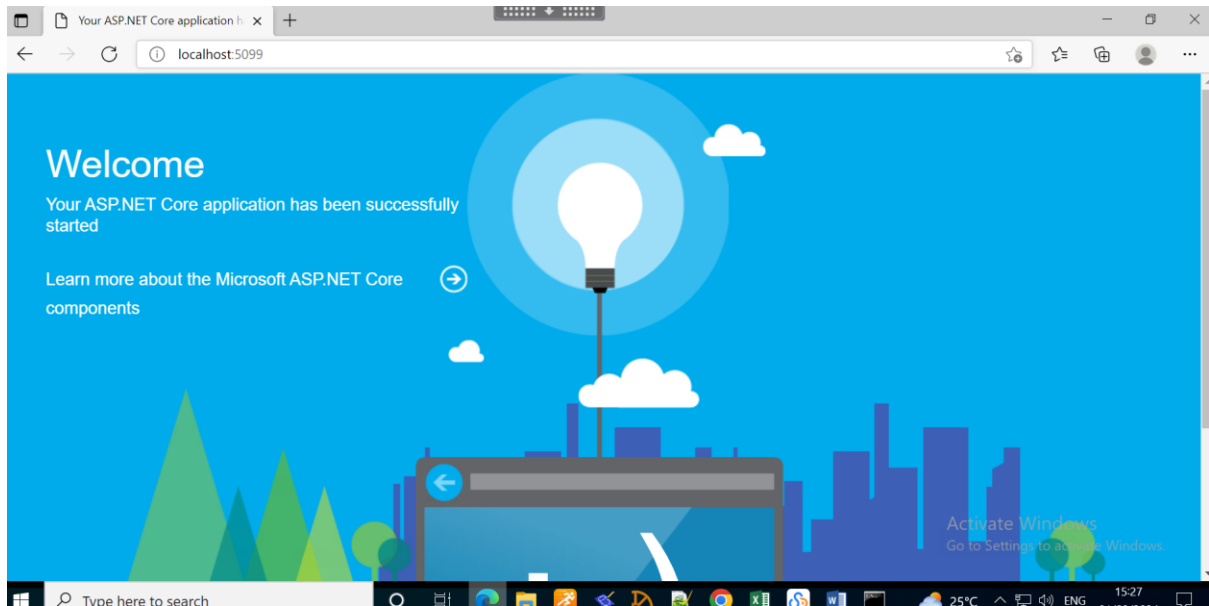 Your ASP.NET Core application h
localhost:5099
Welcome
Your ASP.NET Core application has been successfully
started
Learn more about the Microsoft ASP.NET Core
components
Activate Windows
Go to Settings to activate Windows.
Type here to search
25°C
ENG
15:27